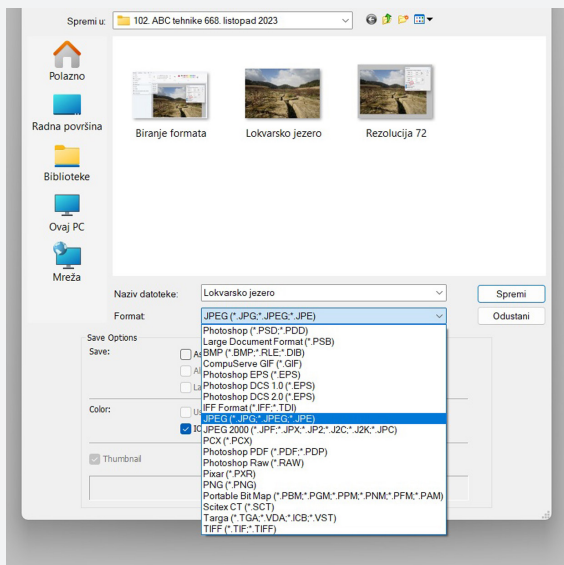 Spremi u:
102. ABC tehnike 668. listopad 2023
Polazno
Radna površina
Biblioteke
Ovaj PC
Mreža
Biranje formata
Lokvarsko jezero
Rezolucija 72
Naziv datoteke:
Lokvarsko jezero
Spremi
Format:
JPEG (*.JPG;*.JPEG;*.JPE)
Odustani
Save Options
Save:
Color:
Thumbnail
Photoshop (*.PSD;*.PDD)
Large Document Format (*.PSB)
BMP (*.BMP;*.RLE;*.DIB)
CompuServe GIF (*.GIF)
Photoshop EPS (*.EPS)
Photoshop DCS 1.0 (*.EPS)
Photoshop DCS 2.0 (*.EPS)
IFF Format (*.IFF;*.TDI)
JPEG (*.JPG;*.JPEG;*.JPE)
JPEG 2000 (*.JPF;*.JPX;*.JP2;*.J2C;*.J2K;*.JPC)
PCX (*.PCX)
Photoshop PDF (*.PDF;*.PDP)
Photoshop Raw (*.RAW)
Pixar (*.PXR)
PNG (*.PNG)
Portable Bit Map (*.PBM;*.PGM;*.PPM;*.PNM;*.PFM;*.PAM)
Scitex CT (*.SCT)
Targa (*.TGA;*.VDA;*.ICB;*.VST)
TIFF (*.TIF;*.TIFF)